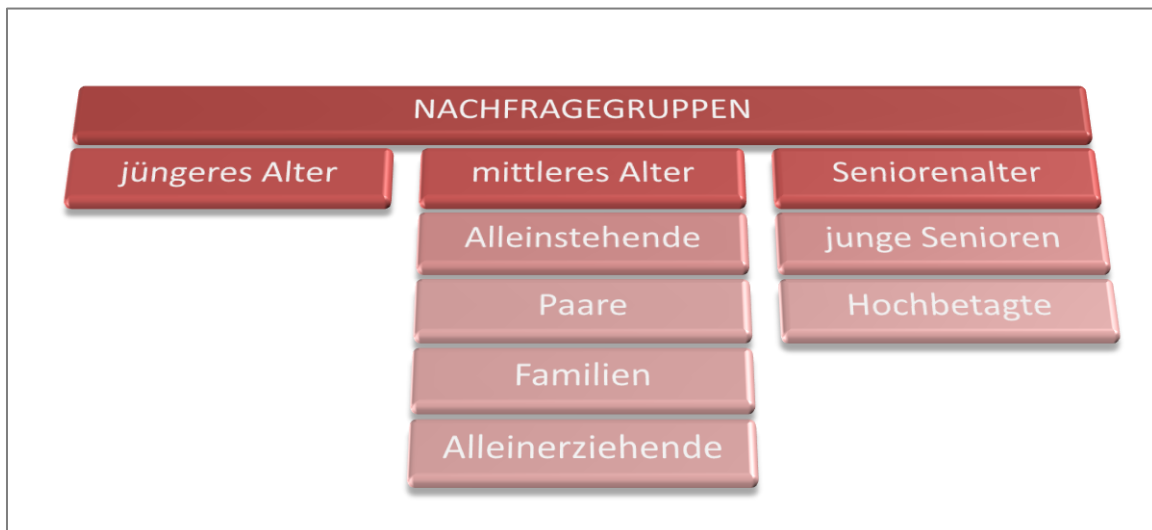 NACHFRAGEGRUPPEN
jüngeres Alter
mittleres Alter
Seniorenalter
Alleinstehende
junge Senioren
Paare
Hochbetagte
Familien
Alleinerziehende